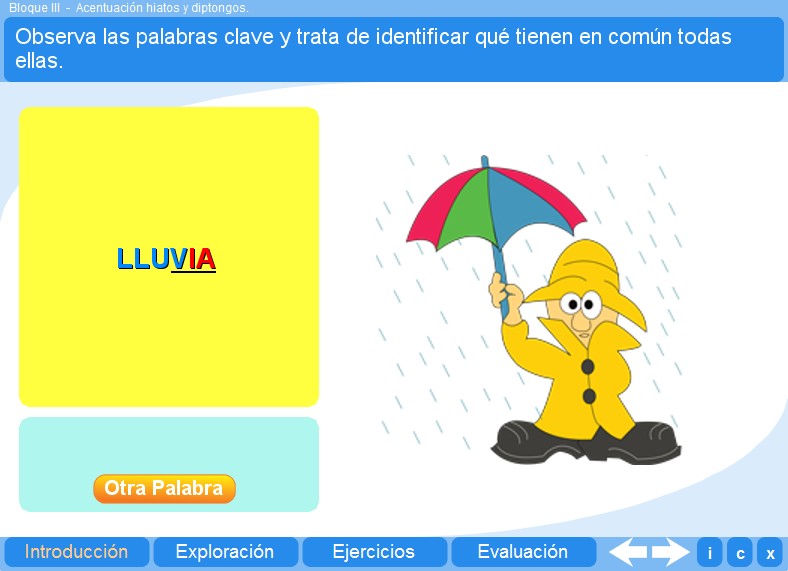 Bloque III - Acentuación hiatos y diptongos.
Observa las palabras clave y trata de identificar qué tienen en común todas
ellas.
LLUVIA
Otra Palabra
Introducción Exploración Ejercicios Evaluación i c x